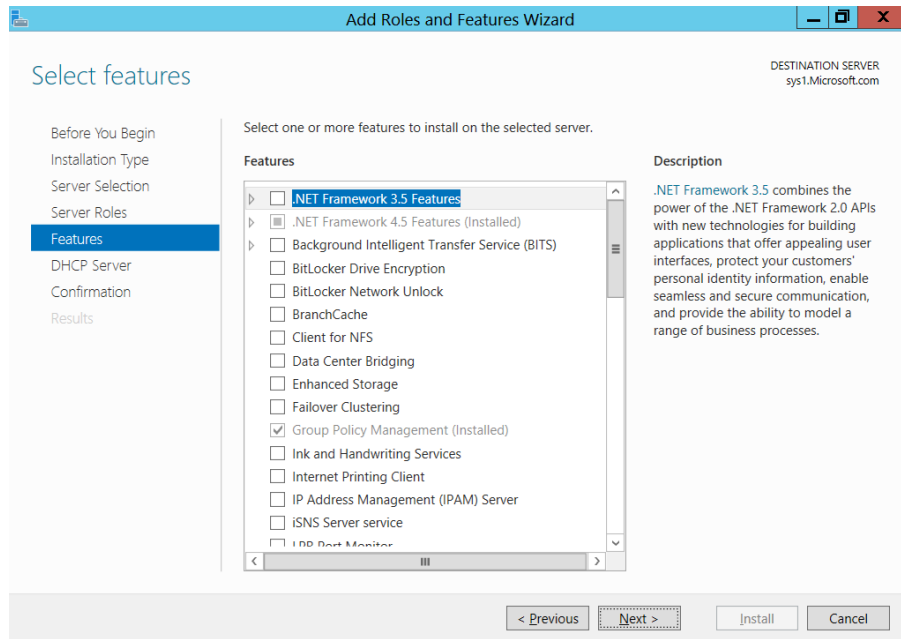 Add Roles and Features Wizard
Select features
DESTINATION SERVER
sys1.Microsoft.com
Before You Begin
Installation Type
Server Selection
Server Roles
Features
DHCP Server
Confirmation
Results
Select one or more features to install on the selected server.
Features
.NET Framework 3.5 Features
.NET Framework 4.5 Features (Installed)
Background Intelligent Transfer Service (BITS)
BitLocker Drive Encryption
BitLocker Network Unlock
BranchCache
Client for NFS
Data Center Bridging
Enhanced Storage
Failover Clustering
Group Policy Management (Installed)
Ink and Handwriting Services
Internet Printing Client
IP Address Management (IPAM) Server
iSNS Server service
LPR Port Monitor
Description
.NET Framework 3.5 combines the
power of the .NET Framework 2.0 APIs
with new technologies for building
applications that offer appealing user
interfaces, protect your customers'
personal identity information, enable
seamless and secure communication,
and provide the ability to model a
range of business processes.
< Previous
Next >
Install
Cancel